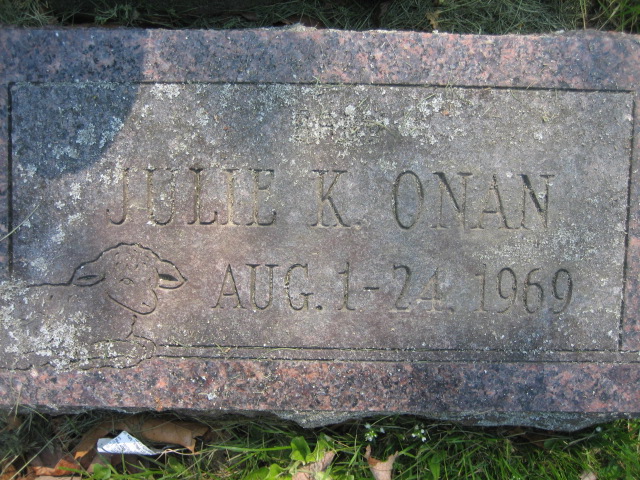 JULIE K. ONAN
AUG. 1-24, 1969